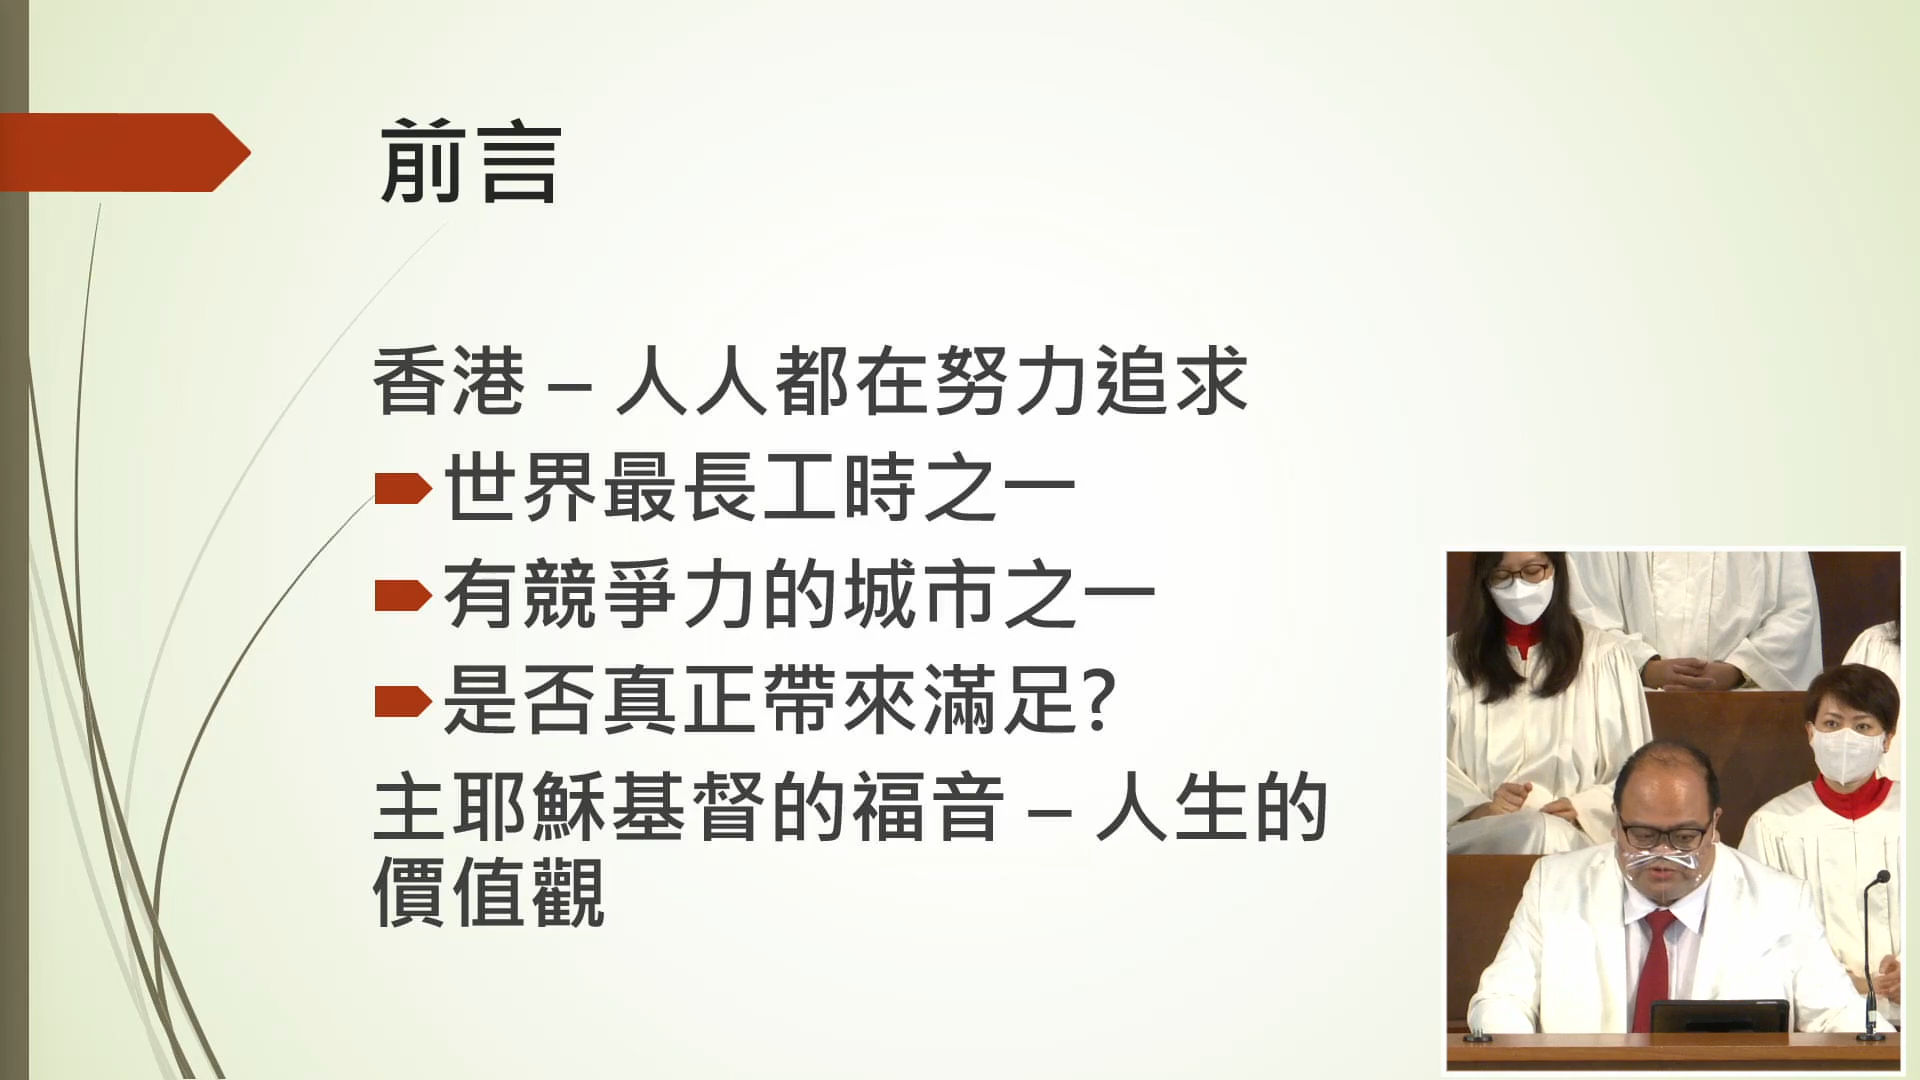 前言
香港 – 人人都在努力追求
世界最長工時之一
有競爭力的城市之一
是否真正帶來滿足?
主耶穌基督的福音 – 人生的
價值觀